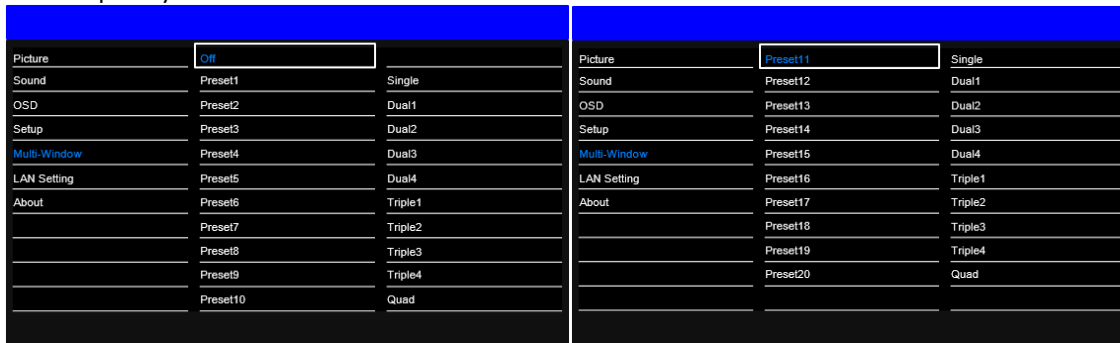 Picture Off
Sound Preset1 Single
OSD Preset2 Dual1
Setup Preset3 Dual2
Multi-Window Preset4 Dual3
LAN Setting Preset5 Dual4
About Preset6 Triple1
Preset7 Triple2
Preset8 Triple3
Preset9 Triple4
Preset10 Quad
Picture Preset11 Single
Sound Preset12 Dual1
OSD Preset13 Dual2
Setup Preset14 Dual3
Multi-Window Preset15 Dual4
LAN Setting Preset16 Triple1
About Preset17 Triple2
Preset18 Triple3
Preset19 Triple4
Preset20 Quad